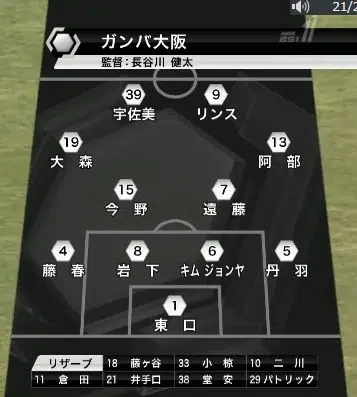 21/2
NHK BS1
ガンバ大阪
監督:長谷川 健太
39 9
宇佐美 リンス
19 13
大 森 阿 部
15 7
今 野 遠 藤
4 8 6 5
藤 春 岩 下 キム ジョンヤ 丹 羽
1
東 口
リザーブ 18 藤ヶ谷 33 小 椋 10 二 川
11 倉 田 21 井手口 38 堂 安 29 パトリック